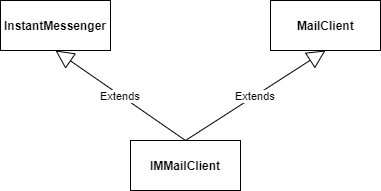 InstantMessenger
MailClient
Extends
Extends
IMMailClient